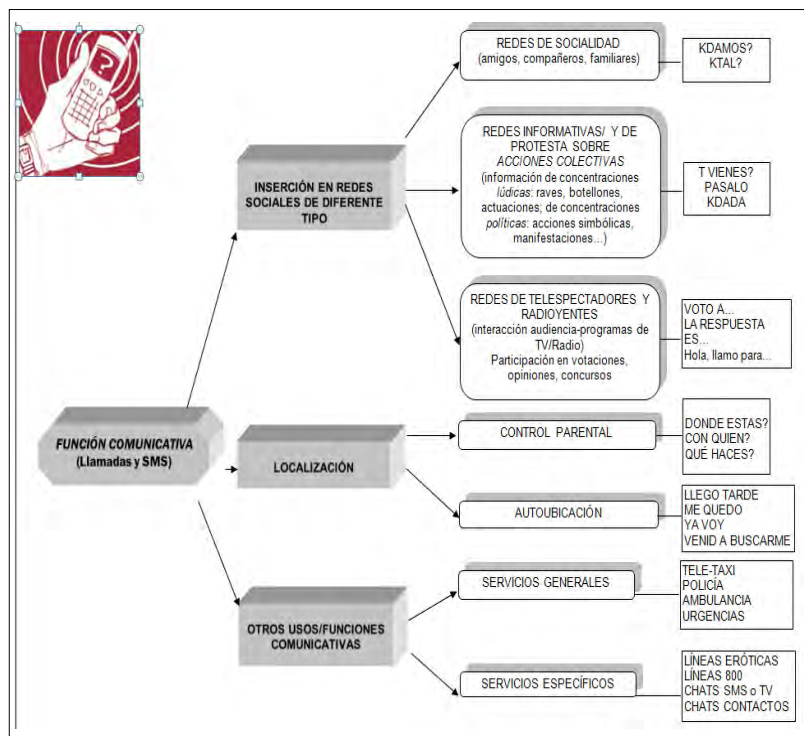 ?
REDES DE SOCIALIDAD
(amigos, compañeros, familiares)
KDAMOS?
KTAL?
REDES INFORMATIVAS/ Y DE
PROTESTA SOBRE
ACCIONES COLECTIVAS
(información de concentraciones
lúdicas: raves, botellones,
actuaciones; de concentraciones
políticas: acciones simbólicas,
manifestaciones...)
T VIENES?
PASALO
KDADA
INSERCIÓN EN REDES
SOCIALES DE DIFERENTE
TIPO
REDES DE TELESPECTADORES Y
RADIOYENTES
(interacción audiencia-programas de
TV/Radio)
Participación en votaciones,
opiniones, concursos
VOTO A...
LA RESPUESTA
ES...
Hola, llamo para...
FUNCIÓN COMUNICATIVA
(Llamadas y SMS)
LOCALIZACIÓN
CONTROL PARENTAL
DONDE ESTAS?
CON QUIEN?
QUÉ HACES?
AUTOUBICACIÓN
LLEGO TARDE
ME QUEDO
YA VOY
VENID A BUSCARME
OTROS USOS/FUNCIONES
COMUNICATIVAS
SERVICIOS GENERALES
TELE-TAXI
POLICÍA
AMBULANCIA
URGENCIAS
SERVICIOS ESPECÍFICOS
LÍNEAS ERÓTICAS
LÍNEAS 800
CHATS SMS o TV
CHATS CONTACTOS